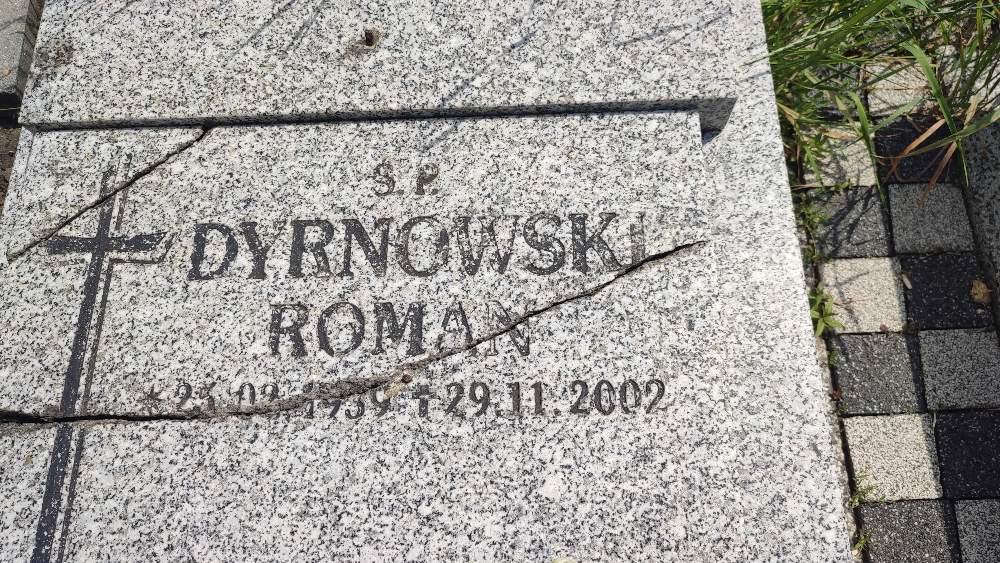 Ś.P.
DYRNOWSKI
ROMAN
1939 ✝ 29.11.2002